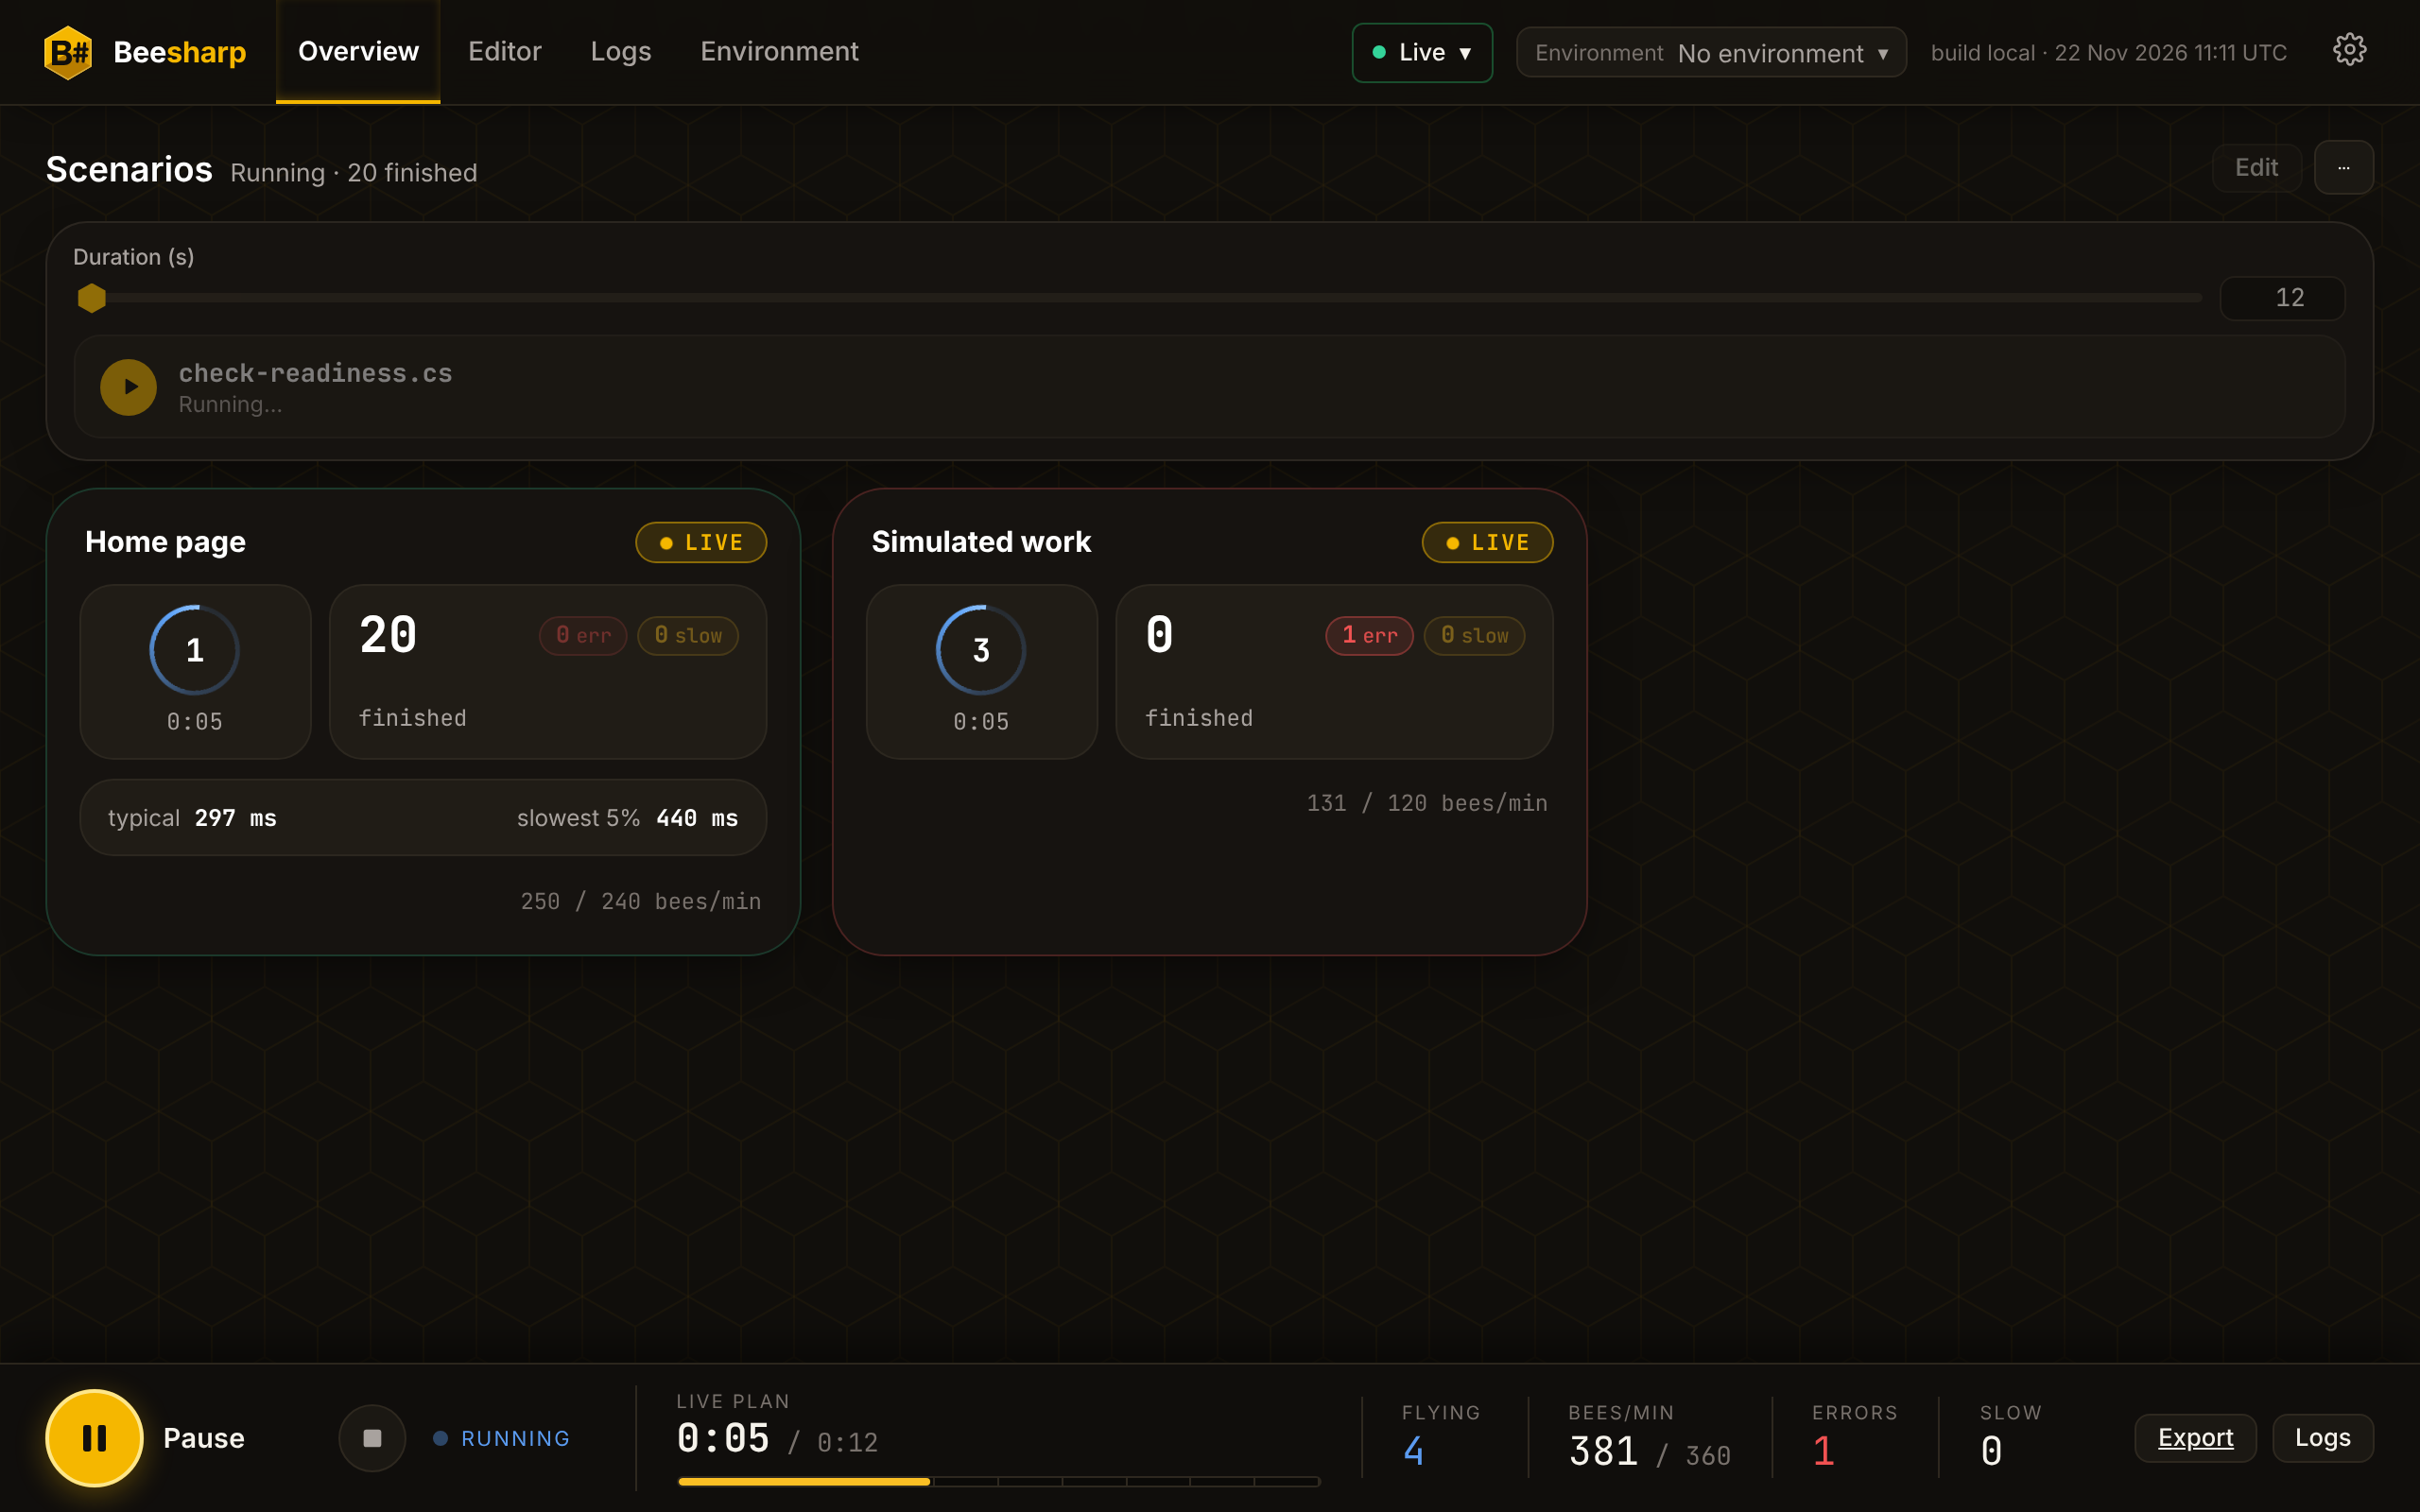 B# Beesharp Overview Editor Logs Environment Live ▾ Environment No environment ▾ build local · 22 Nov 2026 11:11 UTC
Scenarios Running · 20 finished Edit ...
Duration (s)
12
check-readiness.cs
Running...
Home page LIVE
1
0:05
20 0 err 0 slow
finished
typical 297 ms slowest 5% 440 ms
250 / 240 bees/min
Simulated work LIVE
3
0:05
0 1 err 0 slow
finished
131 / 120 bees/min
Pause
RUNNING
LIVE PLAN
0:05 / 0:12
FLYING
4
BEES/MIN
381 / 360
ERRORS
1
SLOW
0
Export Logs